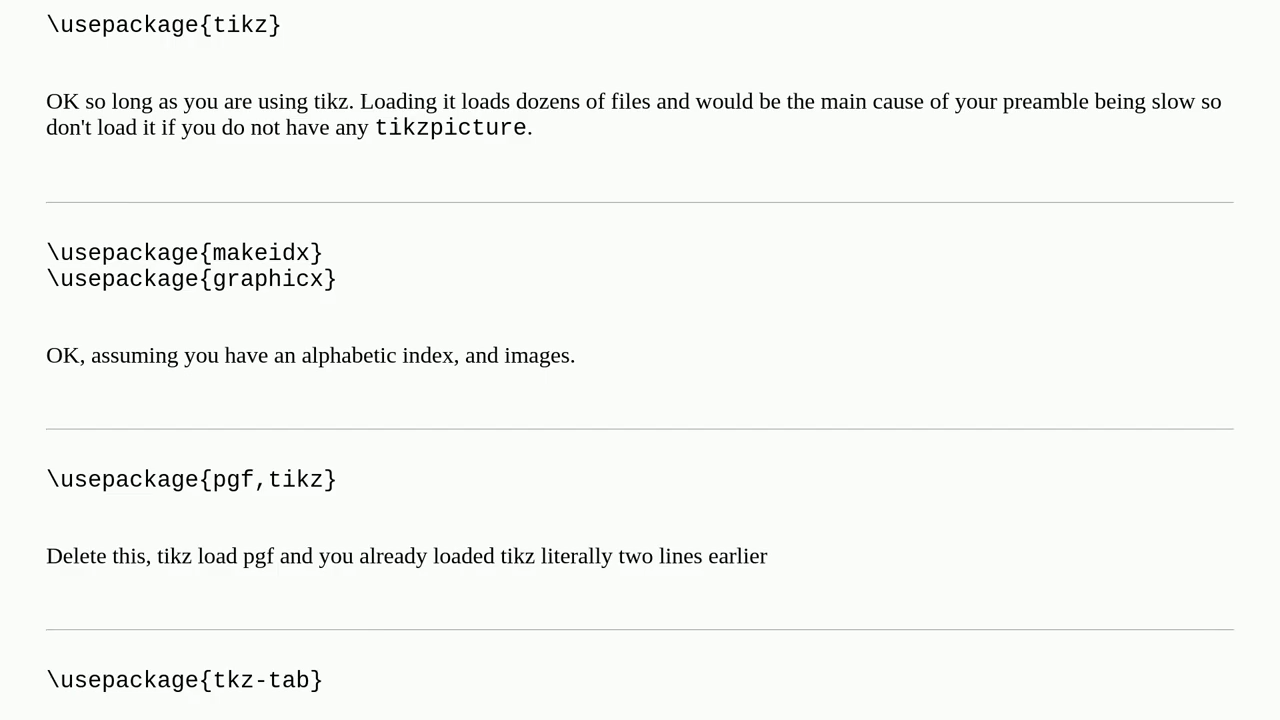 \usepackage{tikz}
OK so long as you are using tikz. Loading it loads dozens of files and would be the main cause of your preamble being slow so
don't load it if you do not have any tikzpicture.
\usepackage{makeidx}
\usepackage{graphicx}
OK, assuming you have an alphabetic index, and images.
\usepackage{pgf,tikz}
Delete this, tikz load pgf and you already loaded tikz literally two lines earlier
\usepackage{tkz-tab}